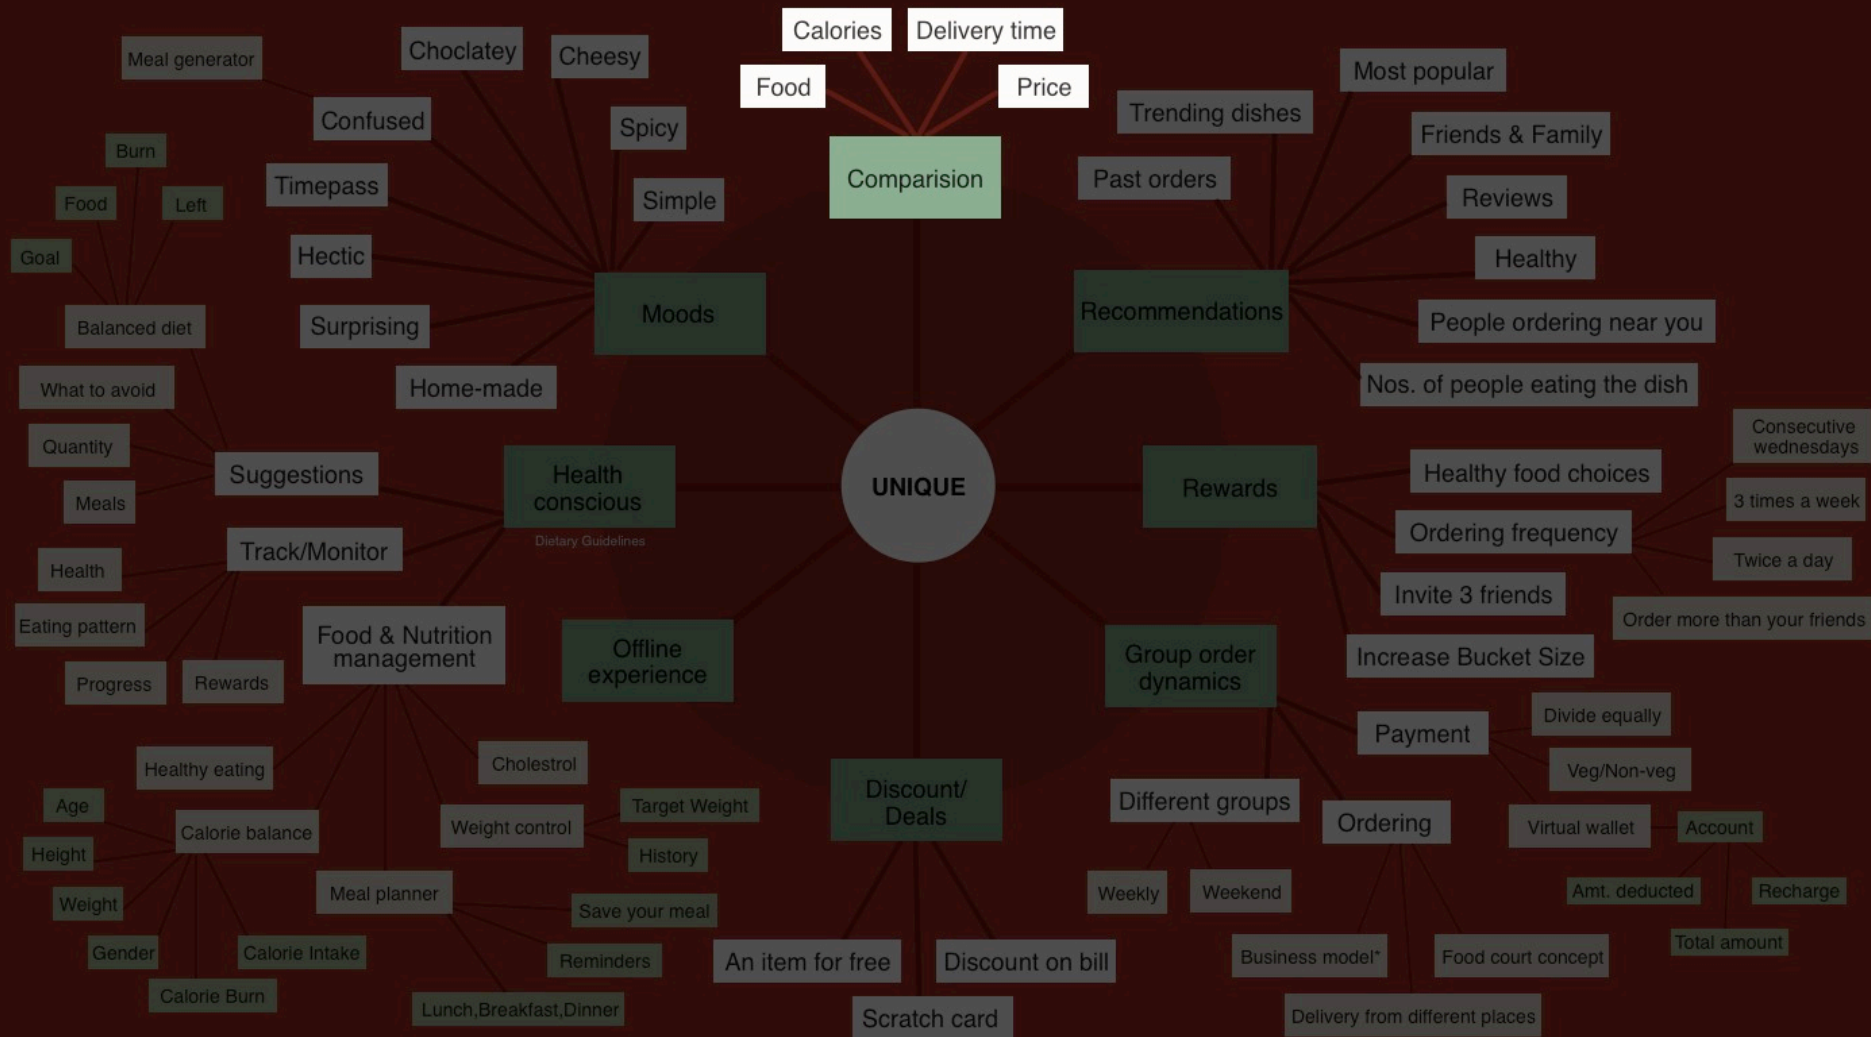 Calories
Delivery time
Food
Price
Comparision
Meal generator
Choclatey
Cheesy
Confused
Spicy
Timepass
Simple
Hectic
Surprising
Home-made
Moods
Burn
Food
Left
Goal
Balanced diet
What to avoid
Quantity
Meals
Suggestions
Health
conscious
Dietary Guidelines
Track/Monitor
Health
Eating pattern
Progress
Rewards
Food & Nutrition
management
Healthy eating
Cholestrol
Age
Calorie balance
Height
Weight
Gender
Calorie Intake
Calorie Burn
Weight control
Target Weight
History
Meal planner
Save your meal
Reminders
Lunch,Breakfast,Dinner
Offline
experience
UNIQUE
Most popular
Trending dishes
Friends & Family
Past orders
Reviews
Healthy
Recommendations
People ordering near you
Nos. of people eating the dish
Rewards
Healthy food choices
Ordering frequency
Consecutive
wednesdays
3 times a week
Twice a day
Order more than your friends
Invite 3 friends
Increase Bucket Size
Group order
dynamics
Payment
Divide equally
Veg/Non-veg
Virtual wallet
Account
Amt. deducted
Recharge
Total amount
Different groups
Weekly
Weekend
Ordering
Business model*
Food court concept
Delivery from different places
Discount/
Deals
An item for free
Discount on bill
Scratch card